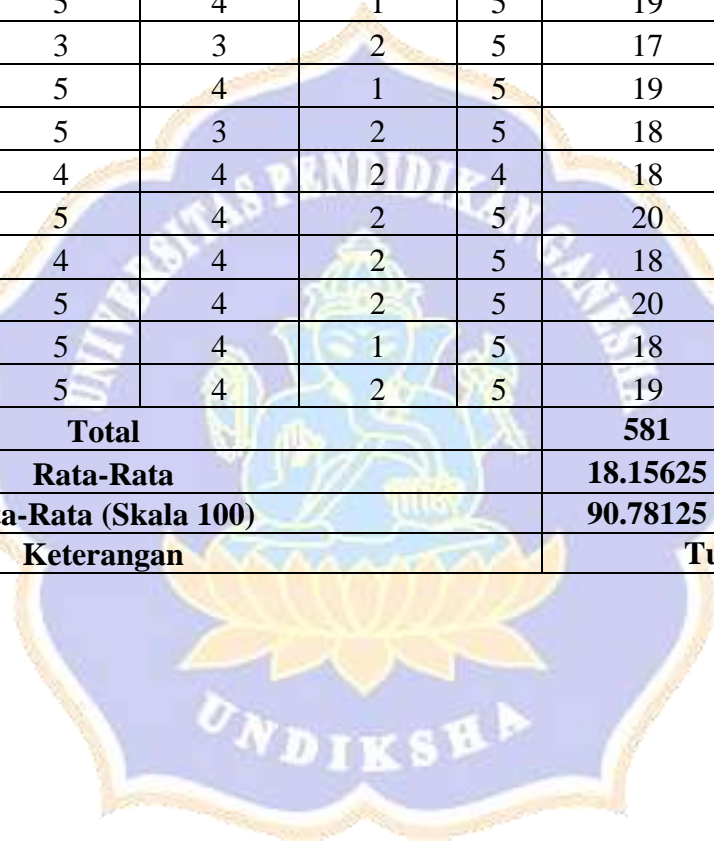 5 4 1 5 19
3 3 2 5 17
5 4 1 5 19
5 3 2 5 18
4 4 2 4 18
5 4 2 5 20
4 4 2 5 18
5 4 2 5 20
5 4 1 5 18
5 4 2 5 19
Total 581
Rata-Rata 18.15625
a-Rata (Skala 100) 90.78125
Keterangan Tu
UNIVERSITAS PENDIDIKAN GANESHA
UNDIKSHA